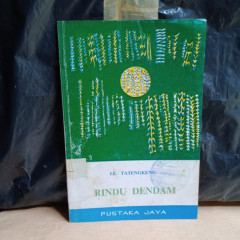 J.E. TATENGKENG
RINDU DENDAM
PUSTAKA JAYA